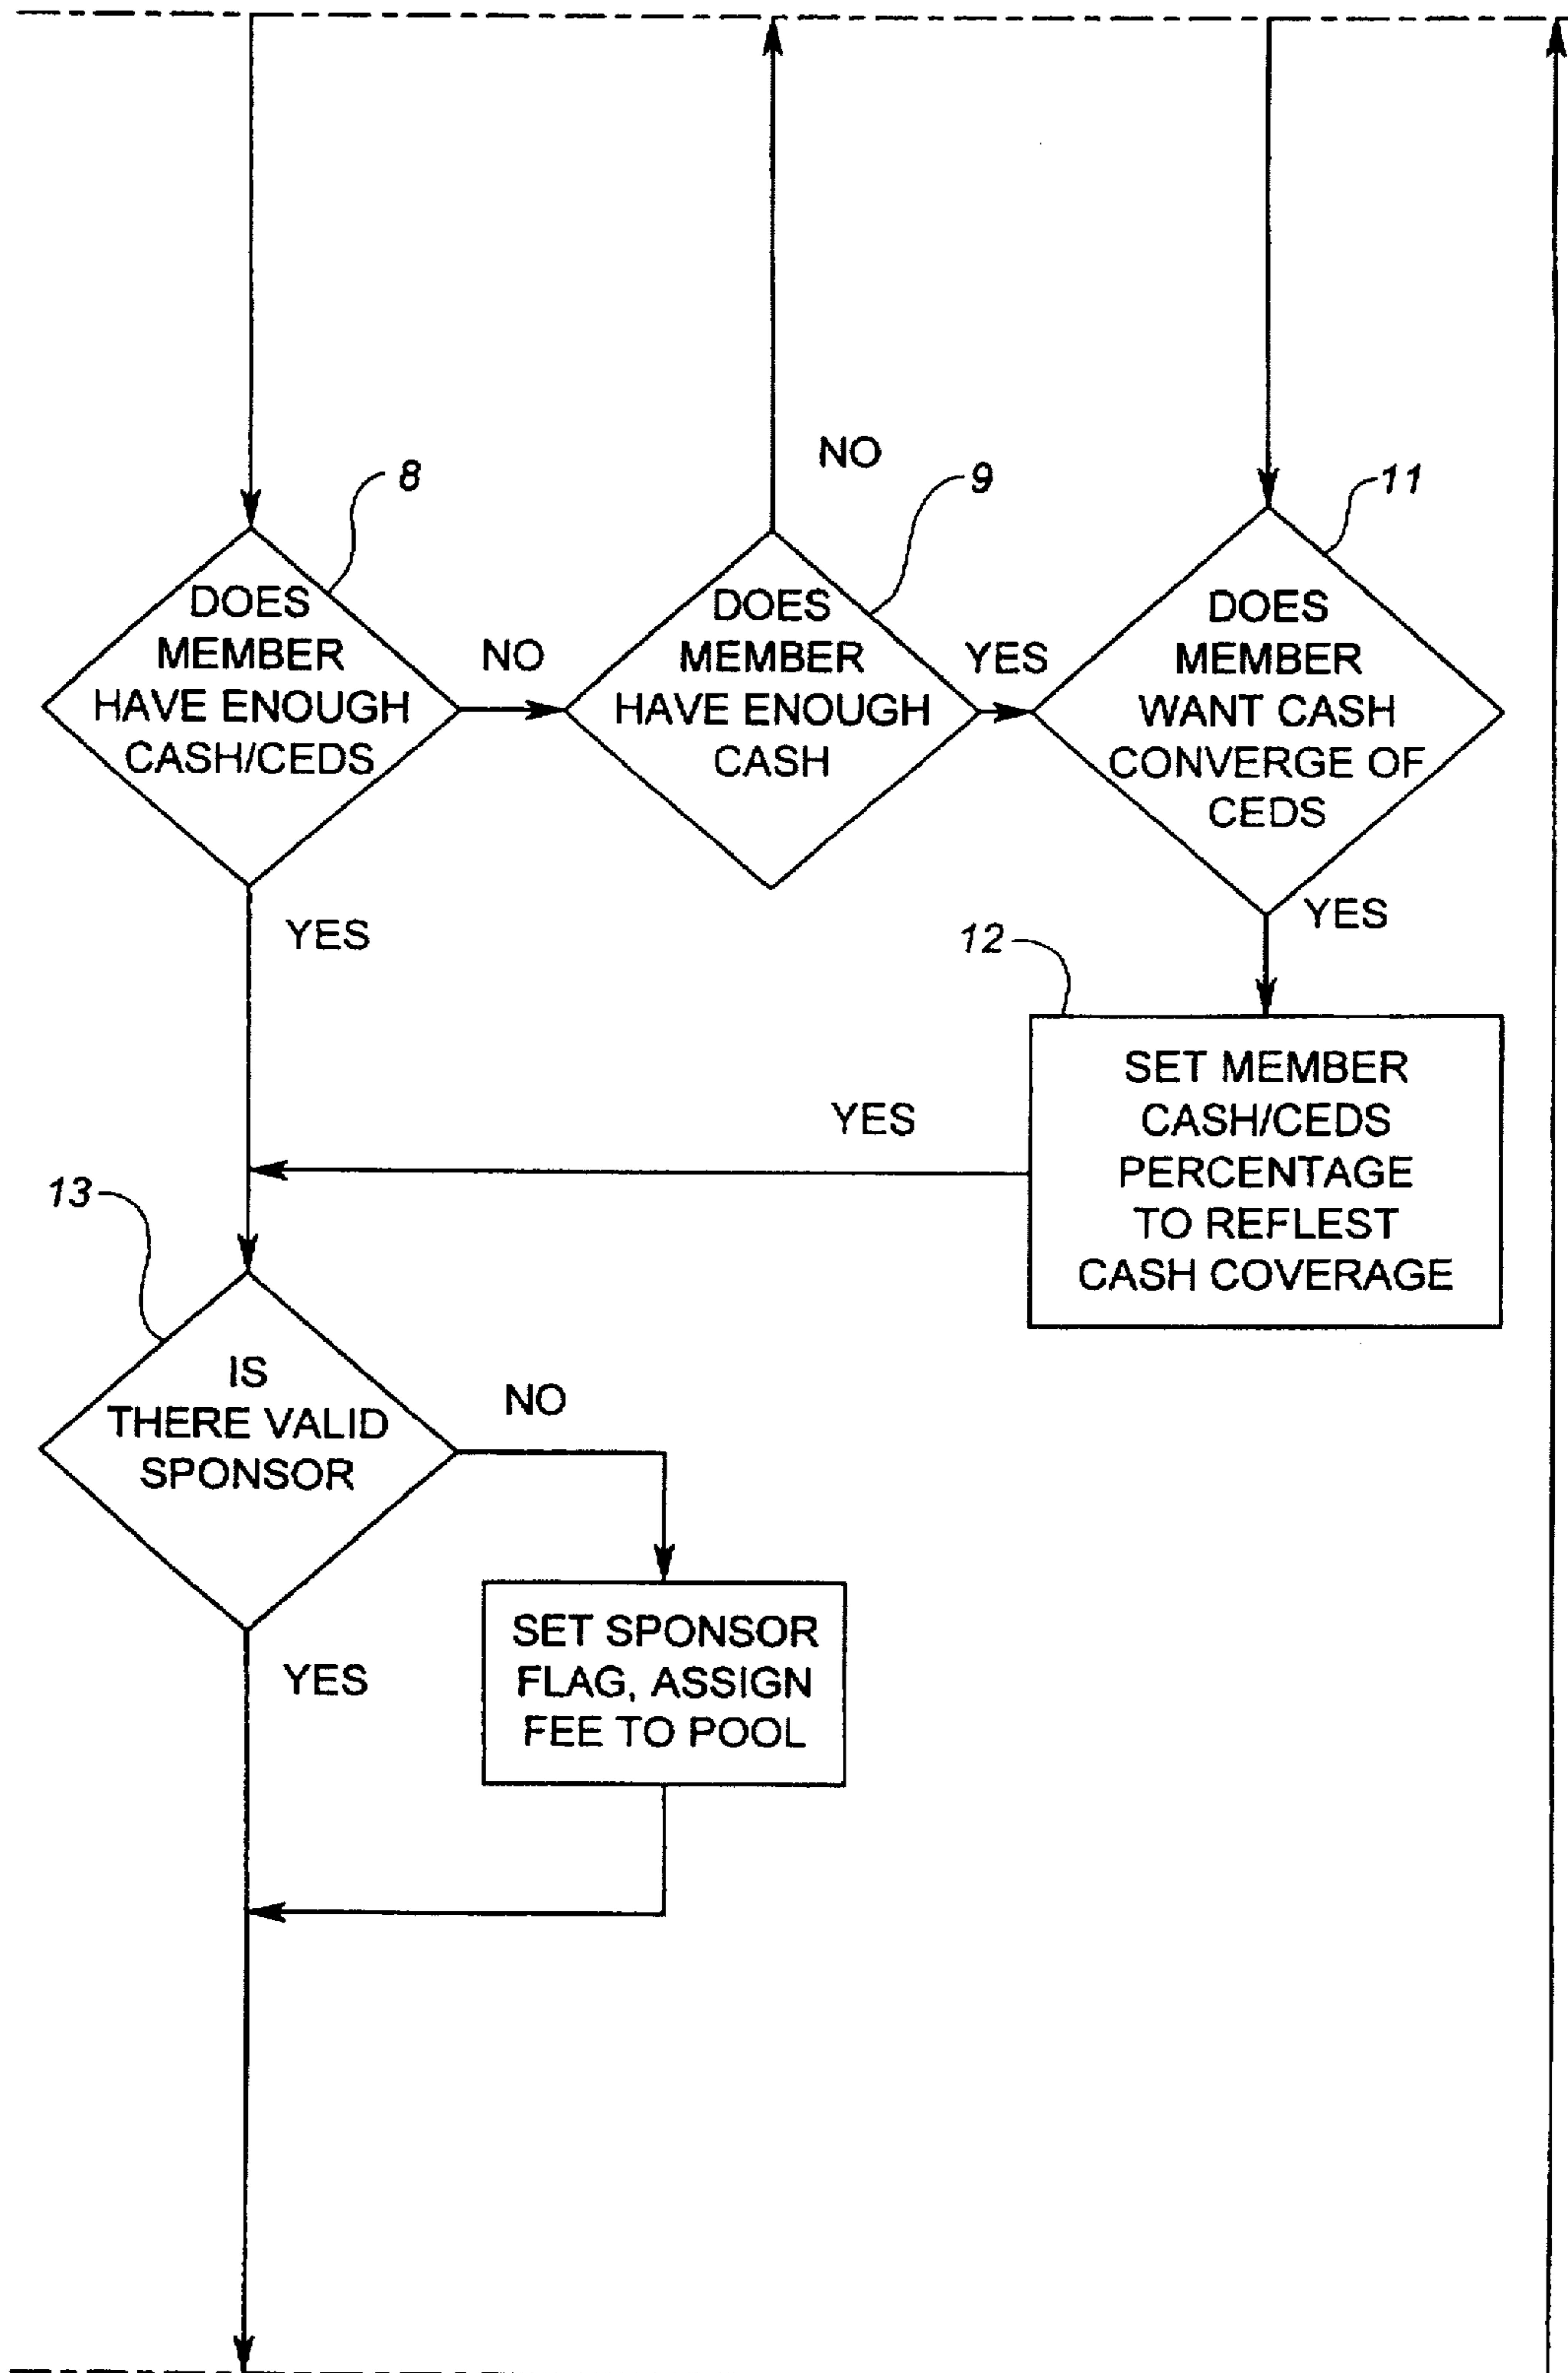 NO
8
9
11
DOES
MEMBER
HAVE ENOUGH
CASH/CEDS
NO
DOES
MEMBER
HAVE ENOUGH
CASH
YES
DOES
MEMBER
WANT CASH
CONVERGE OF
CEDS
YES
YES
12
SET MEMBER
CASH/CEDS
PERCENTAGE
TO REFLEST
CASH COVERAGE
YES
13
IS
THERE VALID
SPONSOR
NO
SET SPONSOR
FLAG, ASSIGN
FEE TO POOL
YES